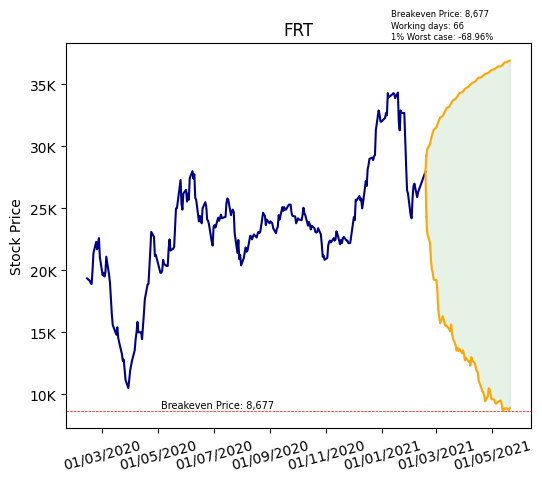 Breakeven Price: 8,677
Working days: 66
1% Worst case: -68.96%
FRT
Stock Price
35K
30K
25K
20K
15K
10K
Breakeven Price: 8,677
01/03/2020
01/05/2020
01/07/2020
01/09/2020
01/11/2020
01/01/2021
01/03/2021
01/05/2021